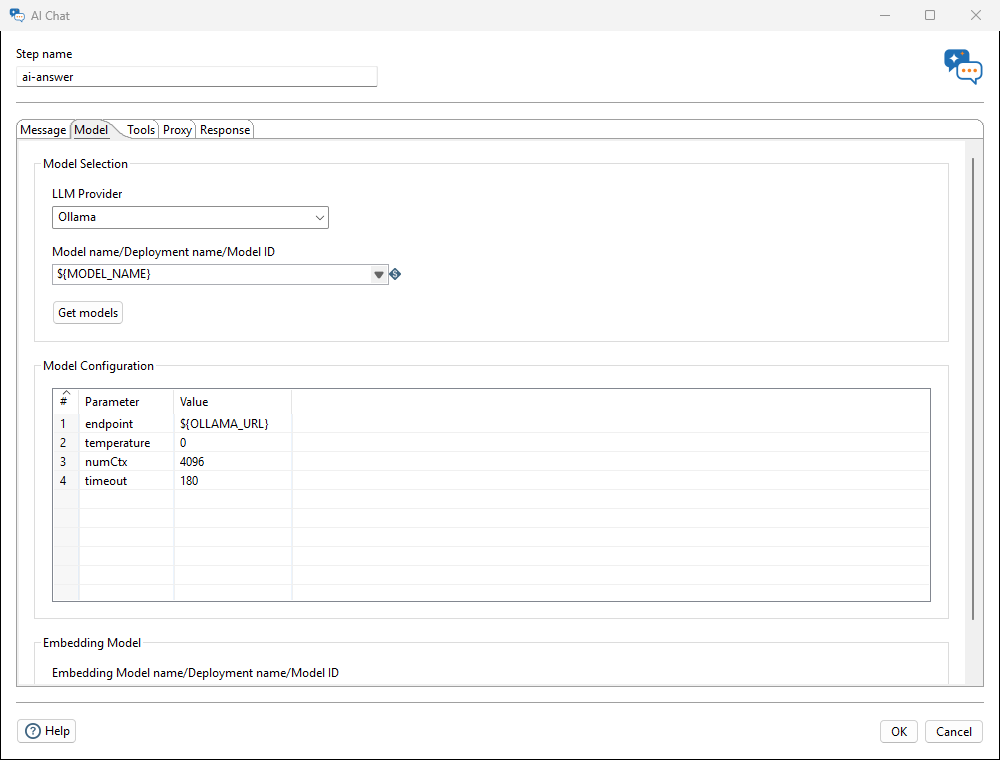 AI Chat
Step name
ai-answer
Message Model Tools Proxy Response
Model Selection
LLM Provider
Ollama
Model name/Deployment name/Model ID
${MODEL_NAME}
Get models
Model Configuration
# Parameter Value
1 endpoint ${OLLAMA_URL}
2 temperature 0
3 numCtx 4096
4 timeout 180
Embedding Model
Embedding Model name/Deployment name/Model ID
Help OK Cancel